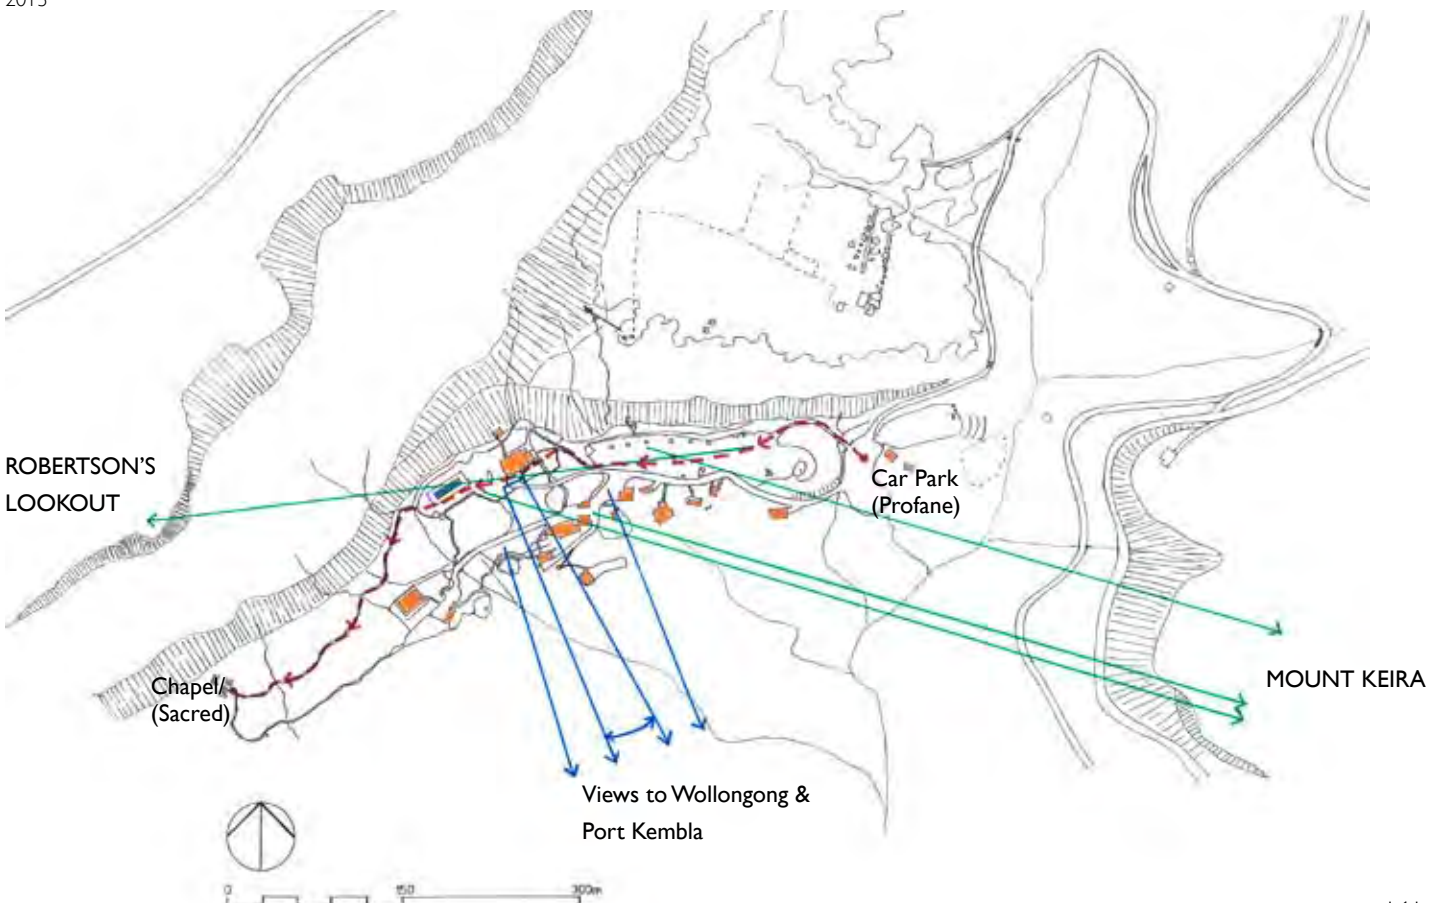 ROBERTSON'S
LOOKOUT
Car Park
(Profane)
MOUNT KEIRA
Chapel/
(Sacred)
Views to Wollongong &
Port Kembla
0 150 300m